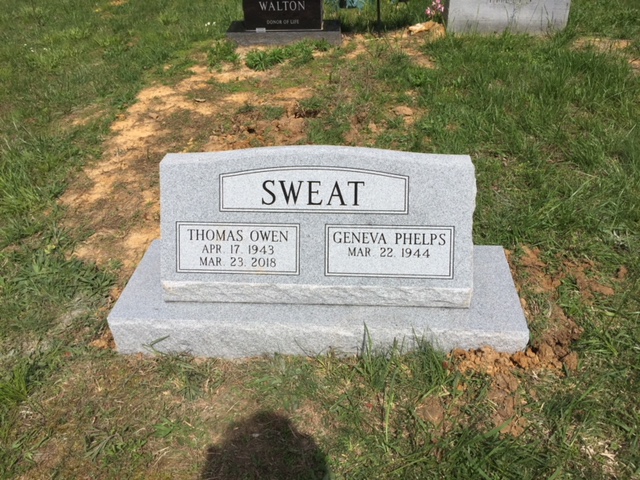 WALTON
DONOR OF LIFE
SWEAT
THOMAS OWEN
APR. 17. 1943
MAR. 23. 2018
GENEVA PHELPS
MAR. 22. 1944